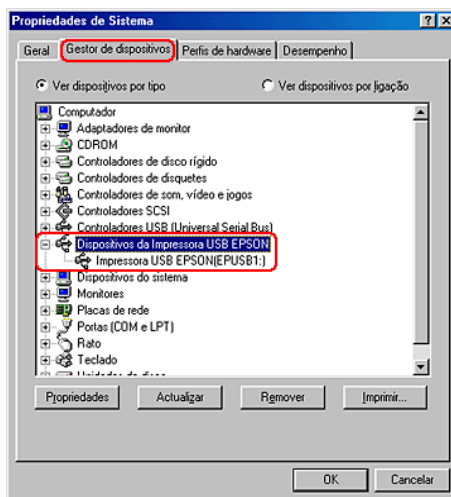 Propriedades de Sistema
Geral Gestor de dispositivos Perfis de hardware Desempenho
Ver dispositivos por tipo Ver dispositivos por ligação
Computador
Adaptadores de monitor
CDROM
Controladores de disco rígido
Controladores de disquetes
Controladores de som, vídeo e jogos
Controladores SCSI
Controladores USB (Universal Serial Bus)
Dispositivos da Impressora USB EPSON
Impressora USB EPSON(EPUSB1:)
Dispositivos do sistema
Monitores
Placas de rede
Portas (COM e LPT)
Rato
Teclado
Propriedades Actualizar Remover Imprimir...
OK Cancelar